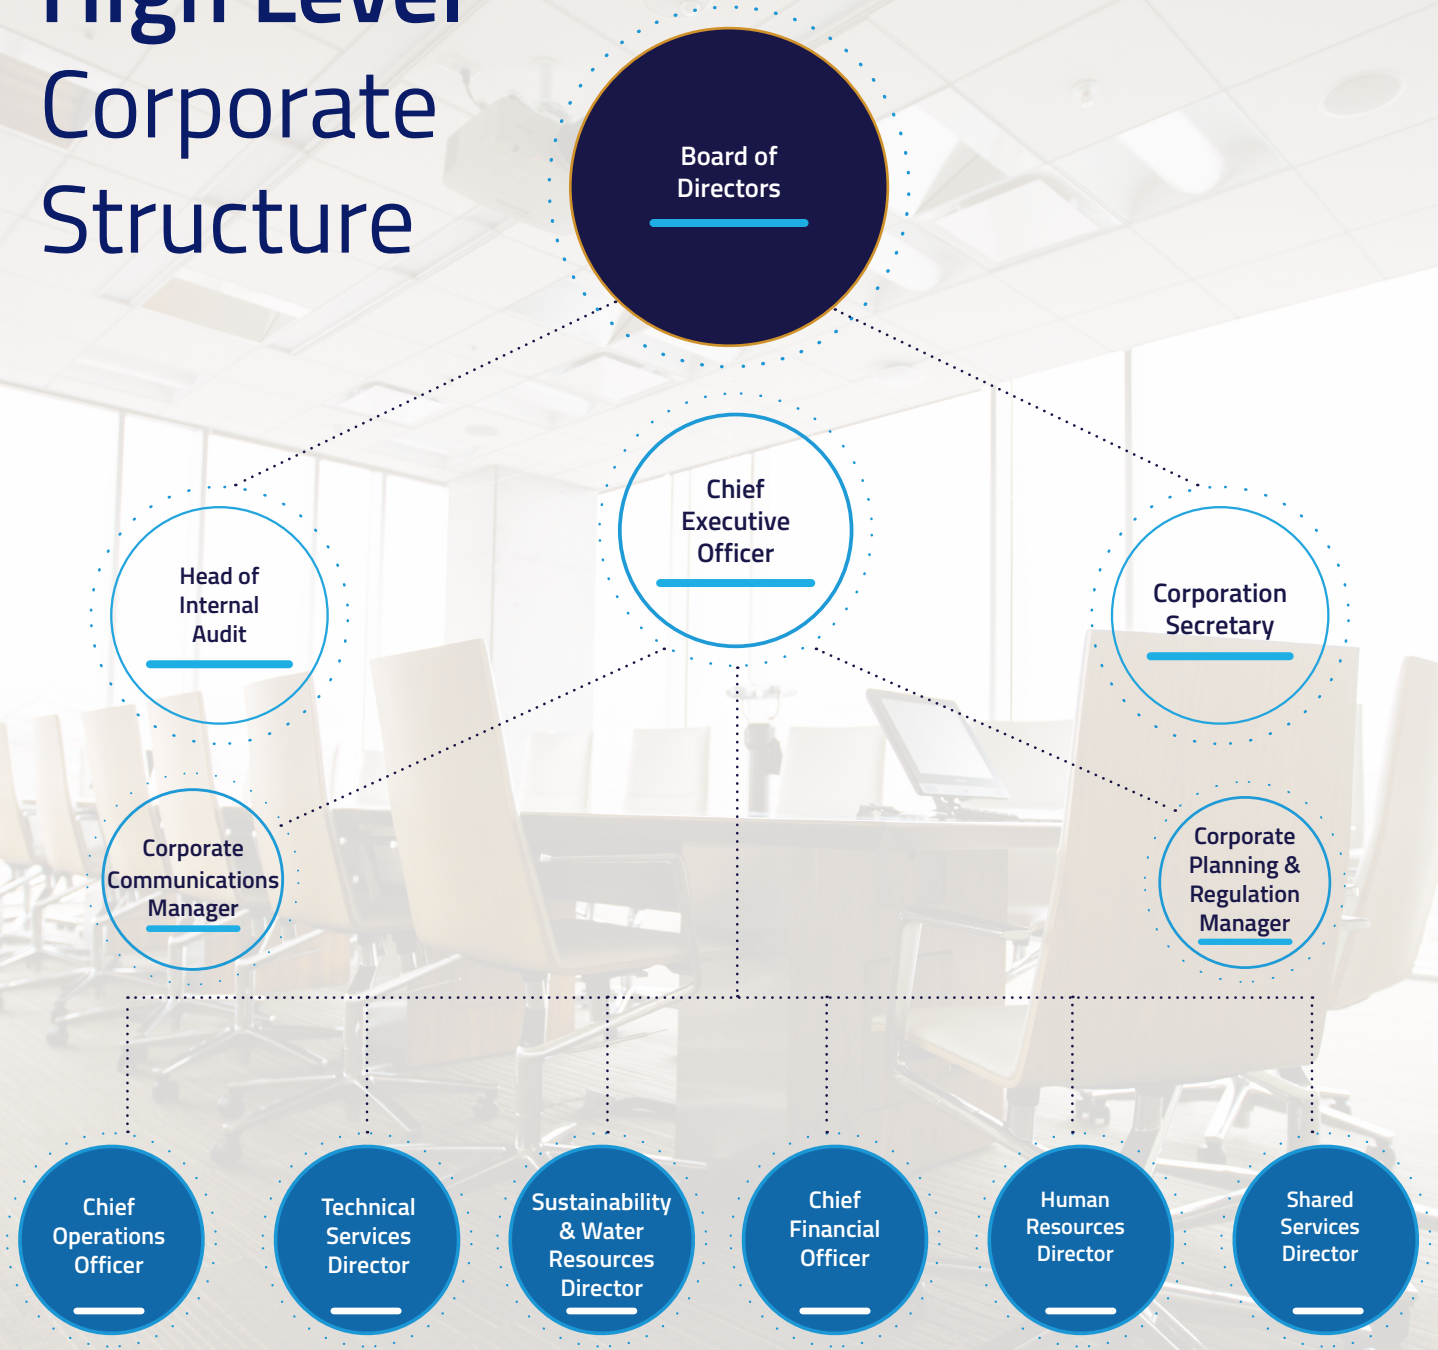 High Level
Corporate
Structure
Board of
Directors
Chief
Executive
Officer
Head of
Internal
Audit
Corporation
Secretary
Corporate
Communications
Manager
Corporate
Planning &
Regulation
Manager
Chief
Operations
Officer
Technical
Services
Director
Sustainability
& Water
Resources
Director
Chief
Financial
Officer
Human
Resources
Director
Shared
Services
Director